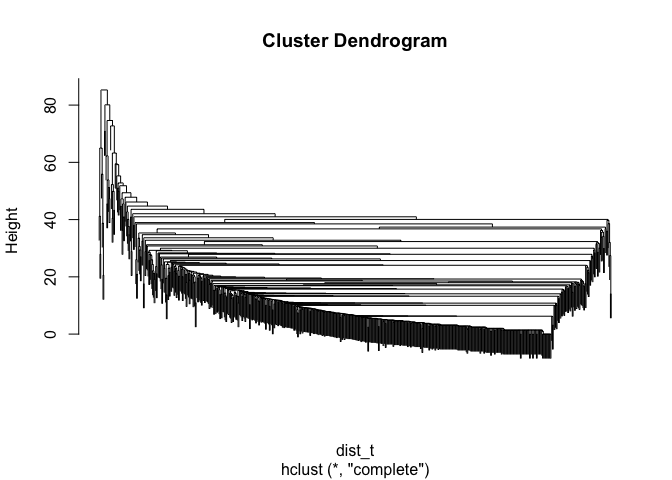 Cluster Dendrogram
Height
80
60
40
20
0
dist_t
hclust (*, "complete")